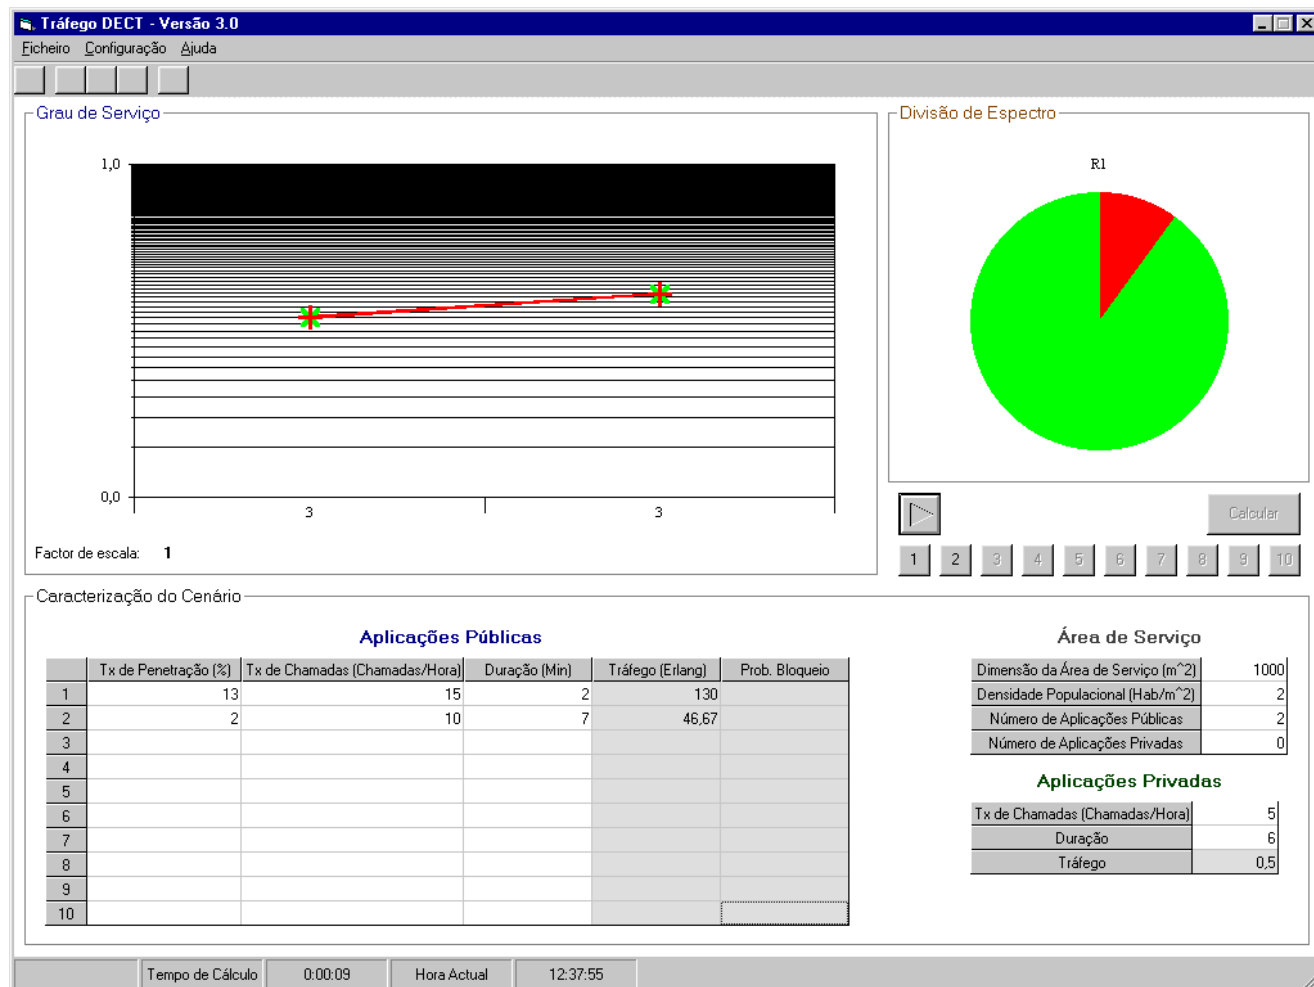 Tráfego DECT - Versão 3.0
Ficheiro Configuração Ajuda
Grau de Serviço
1,0
0,0
3 3
Factor de escala: 1
Divisão de Espectro
R1
Calcular
1 2 3 4 5 6 7 8 9 10
Caracterização do Cenário
Aplicações Públicas
Tx de Penetração (%) Tx de Chamadas (Chamadas/Hora) Duração (Min) Tráfego (Erlang) Prob. Bloqueio
1 13 15 2 130
2 2 10 7 46,67
3
4
5
6
7
8
9
10
Área de Serviço
Dimensão da Área de Serviço (m^2) 1000
Densidade Populacional (Hab/m^2) 2
Número de Aplicações Públicas 2
Número de Aplicações Privadas 0
Aplicações Privadas
Tx de Chamadas (Chamadas/Hora) 5
Duração 6
Tráfego 0,5
Tempo de Cálculo 0:00:09 Hora Actual 12:37:55